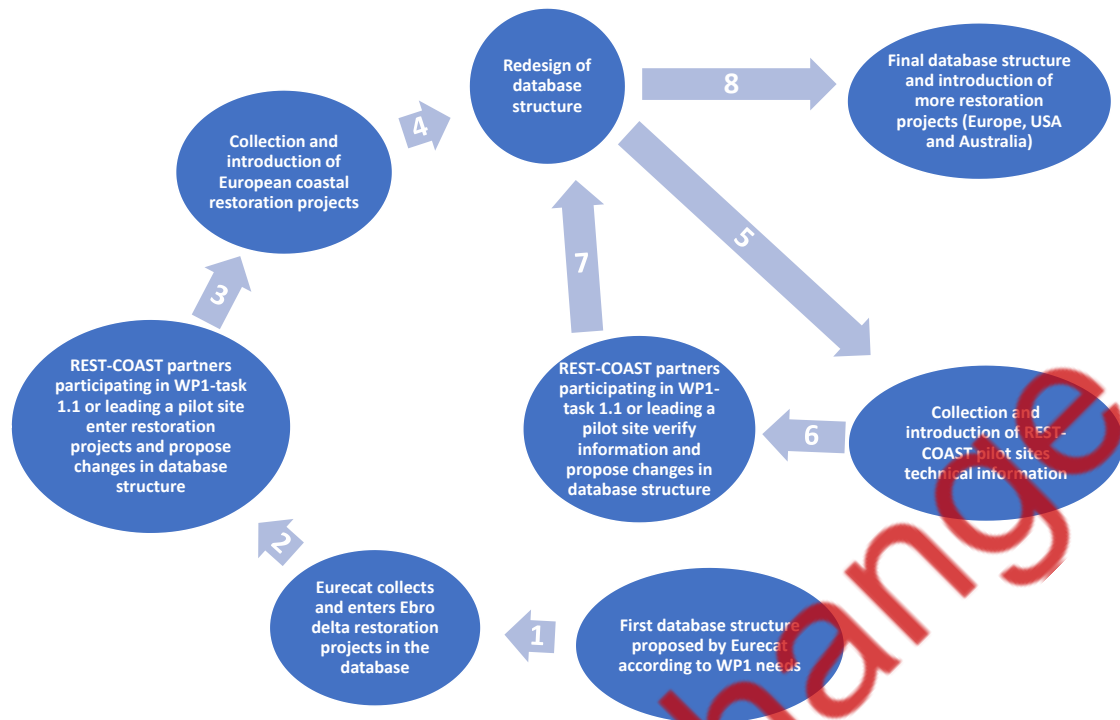 Redesign of
database
structure
8
Final database structure
and introduction of
more restoration
projects (Europe, USA
and Australia)
4
Collection and
introduction of
European coastal
restoration projects
5
7
3
REST-COAST partners
participating in WP1-task
1.1 or leading a pilot site
enter restoration
projects and propose
changes in database
structure
REST-COAST partners
participating in WP1-
task 1.1 or leading a
pilot site verify
information and
propose changes in
database structure
6
Collection and
introduction of REST-
COAST pilot sites
technical information
2
Eurecat collects
and enters Ebro
delta restoration
projects in the
database
1
First database structure
proposed by Eurecat
according to WP1 needs
hange